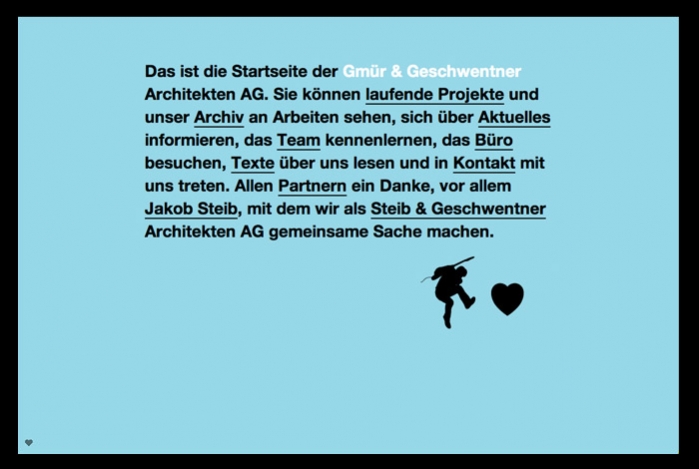 Das ist die Startseite der Gmür & Geschwentner
Architekten AG. Sie können laufende Projekte und
unser Archiv an Arbeiten sehen, sich über Aktuelles
informieren, das Team kennenlernen, das Büro
besuchen, Texte über uns lesen und in Kontakt mit
uns treten. Allen Partnern ein Danke, vor allem
Jakob Steib, mit dem wir als Steib & Geschwentner
Architekten AG gemeinsame Sache machen.